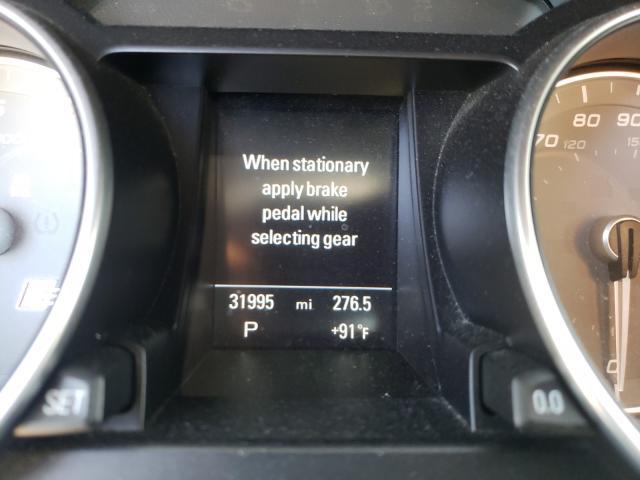 When stationary
apply brake
pedal while
selecting gear
31995 mi 276.5
P +91°F
70 80 90
120
SET 0.0
0